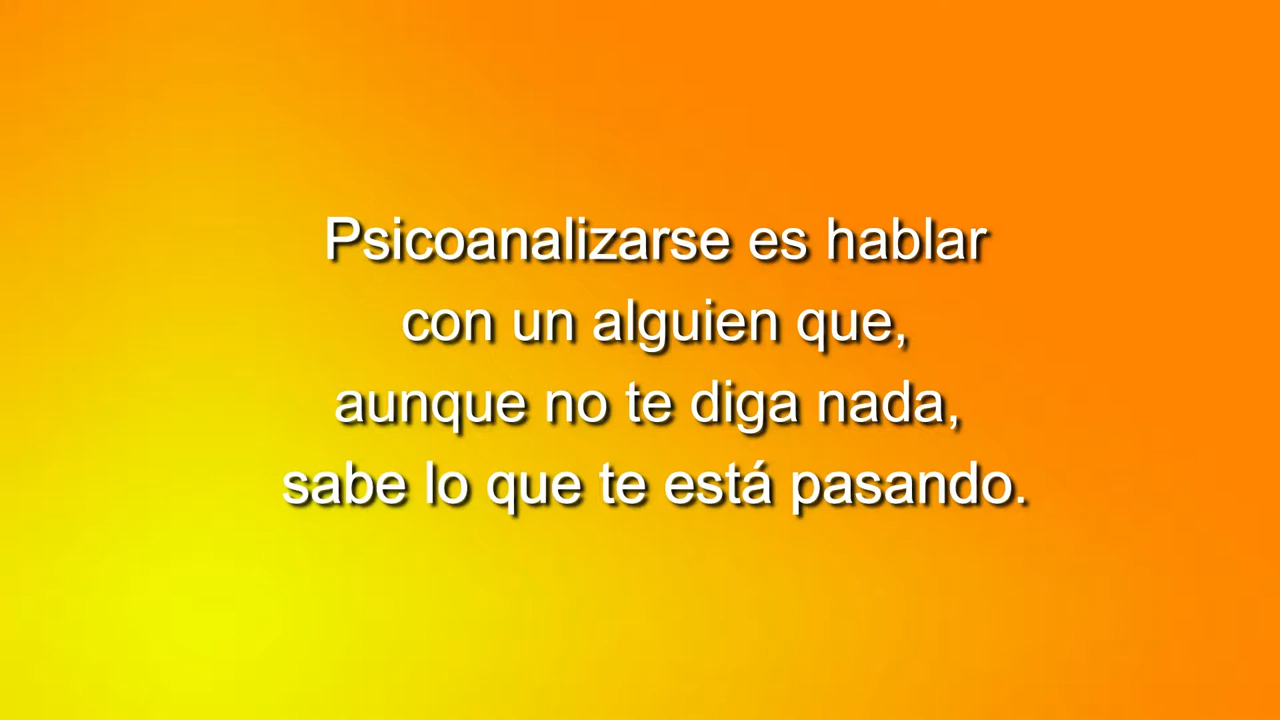 Psicoanalizarse es hablar
con un alguien que,
aunque no te diga nada,
sabe lo que te está pasando.